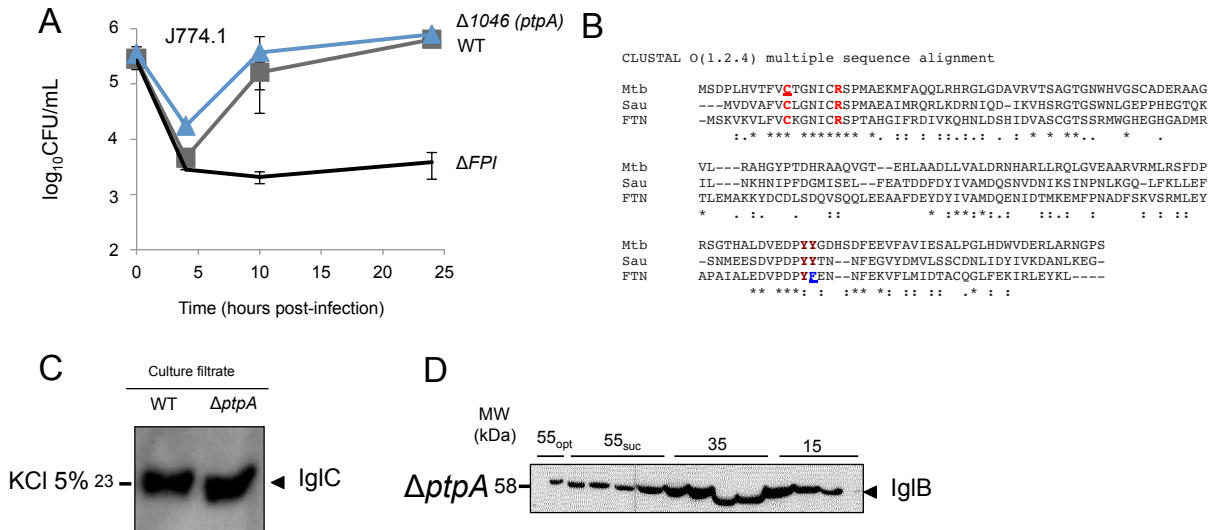 A
J774.1
Δ1046 (ptpA)
WT
ΔFPI
log10CFU/mL
6
5
4
3
2
0 5 10 15 20 25
Time (hours post-infection)
B
CLUSTAL O(1.2.4) multiple sequence alignment
Mtb MSDPLHVTFVCTGNICRSPMAEKMFAQQLRHRGLGDAVRVTSAGTGNWHVGSCADERAAG
Sau ---MVDVAFVCLGNICRSPMAEAIMRQRLKDRNIQD-IKVHSRGTGSWNLGEPPHEGTQK
FTN -MSKVKVLFVCKGNICRSPTAHGIFRDIVKQHNLDSHIDVASCGTSSRMWGHEGHGADMR
:.* *** ******* *. : : ::.:. . : * * **.. * .
Mtb VL---RAHGYPTDHRAAQVGT--EHLAADLLVALDRNHARLLRQLGVEAARVRMLRSFDP
Sau IL---NKHNIPFDGMISEL--FEATDDFDYIVAMDQSNVDNIKSINPNLKGQ-LFKLLEF
FTN TLEMAKKYDCDLSDQVSQQLEEAAFDEYDYIVAMDQENIDTMKEMFPNADFSKVSRMLEY
* .:. . :: * :**:*:.: ::.: : . : : ::
Mtb RSGTHALDVEDPYYGDHSDFEEVFAVIESALPGLHDWVDERLARNGPS
Sau -SNMEESDVPDPYYTN--NFEGVYDMVLSSCDNLIDYIVKDANLKEG-
FTN APAIALEDVPDPYFEN--NFEKVFLMIDTACQGLFEKIRLEYKL----
** ***: : :** *: :: :: .* : :
C
Culture filtrate
WT ΔptpA
KCl 5% 23
IglC
D
MW
(kDa)
55opt 55suc 35 15
ΔptpA 58
IglB